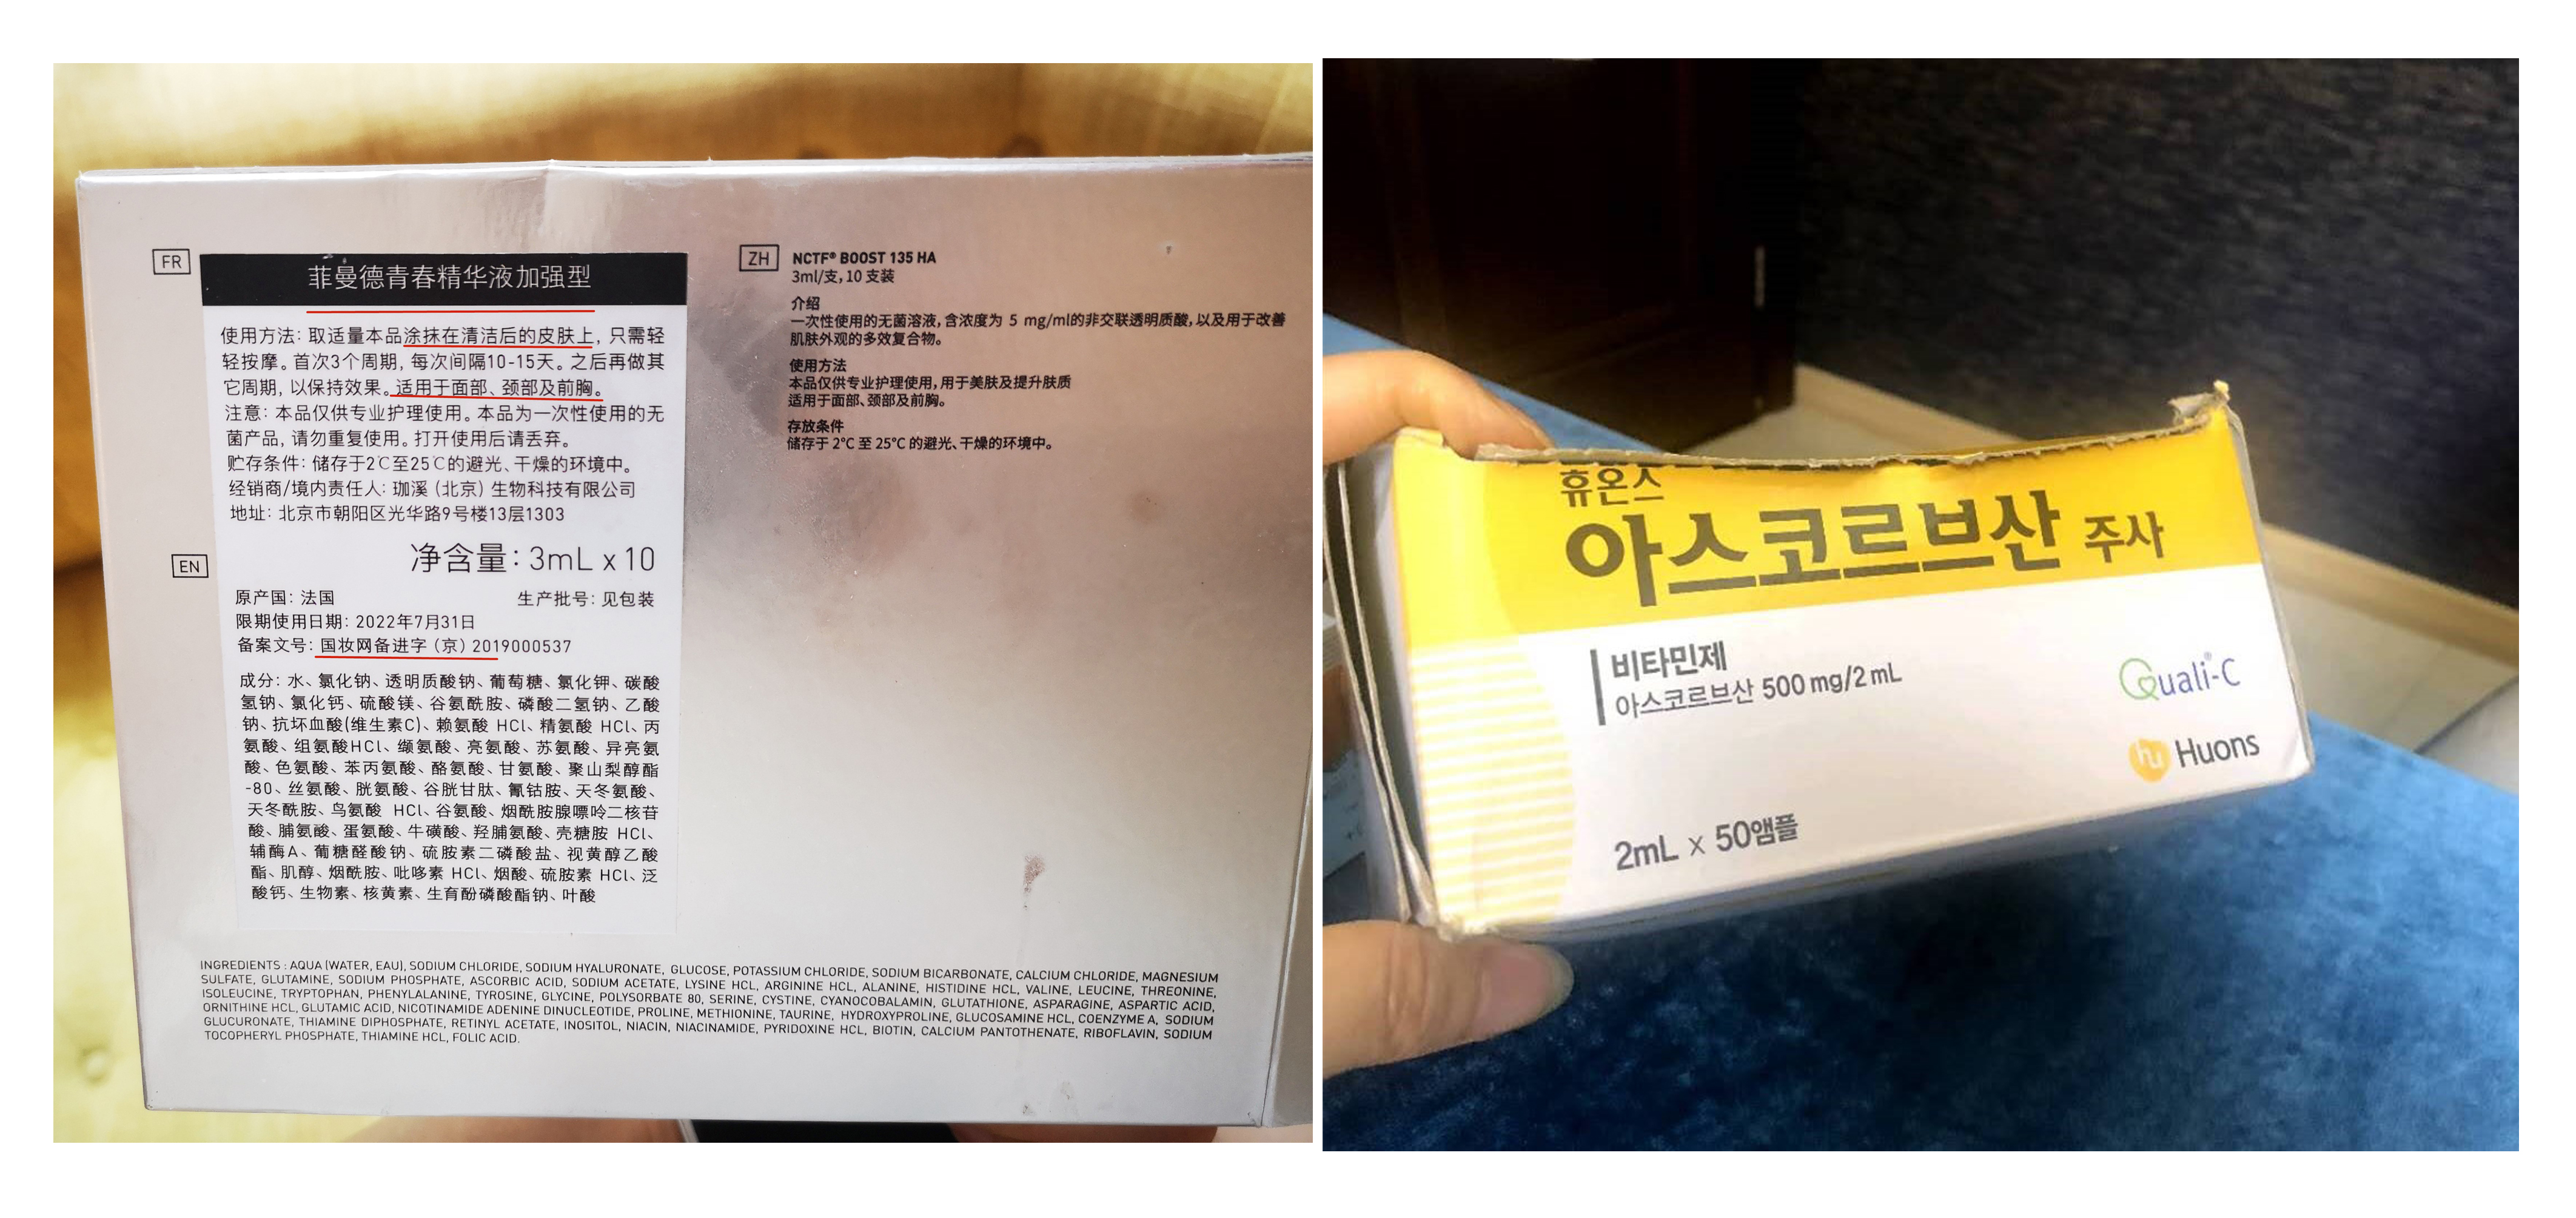 FR
菲曼德青春精华液加强型
使用方法: 取适量本品涂抹在清洁后的皮肤上, 只需轻
轻按摩。首次3个周期, 每次间隔10-15天。之后再做其
它周期, 以保持效果。适用于面部、颈部及前胸。
注意: 本品仅供专业护理使用。本品为一次性使用的无
菌产品, 请勿重复使用。打开使用后请丢弃。
贮存条件: 储存于2℃至25℃的避光、干燥的环境中。
经销商/境内责任人: 珈溪 (北京) 生物科技有限公司
地址: 北京市朝阳区光华路9号楼13层1303
净含量: 3mL x 10
EN
原产国: 法国
生产批号: 见包装
限期使用日期: 2022年7月31日
备案文号: 国妆网备进字 (京) 2019000537
成分: 水、氯化钠、透明质酸钠、葡萄糖、氯化钾、碳酸
氢钠、氯化钙、硫酸镁、谷氨酰胺、磷酸二氢钠、乙酸
钠、抗坏血酸(维生素C)、赖氨酸 HCl、精氨酸 HCl、丙
氨酸、组氨酸HCl、缬氨酸、亮氨酸、苏氨酸、异亮氨
酸、色氨酸、苯丙氨酸、酪氨酸、甘氨酸、聚山梨醇酯
-80、丝氨酸、胱氨酸、谷胱甘肽、氰钴胺、天冬氨酸、
天冬酰胺、鸟氨酸 HCl、谷氨酸、烟酰胺腺嘌呤二核苷
酸、脯氨酸、蛋氨酸、牛磺酸、羟脯氨酸、壳糖胺 HCl、
辅酶A、葡糖醛酸钠、硫胺素二磷酸盐、视黄醇乙酸
酯、肌醇、烟酰胺、吡哆素 HCl、烟酸、硫胺素 HCl、泛
酸钙、生物素、核黄素、生育酚磷酸酯钠、叶酸
ZH
NCTF® BOOST 135 HA
3ml/支, 10 支装
介绍
一次性使用的无菌溶液, 含浓度为 5 mg/ml的非交联透明质酸, 以及用于改善
肌肤外观的多效复合物。
使用方法
本品仅供专业护理使用, 用于美肤及提升肤质
适用于面部、颈部及前胸。
存放条件
储存于 2℃ 至 25℃ 的避光、干燥的环境中。
INGREDIENTS : AQUA (WATER, EAU), SODIUM CHLORIDE, SODIUM HYALURONATE, GLUCOSE, POTASSIUM CHLORIDE, SODIUM BICARBONATE, CALCIUM CHLORIDE, MAGNESIUM
SULFATE, GLUTAMINE, SODIUM PHOSPHATE, ASCORBIC ACID, SODIUM ACETATE, LYSINE HCL, ARGININE HCL, ALANINE, HISTIDINE HCL, VALINE, LEUCINE, THREONINE,
ISOLEUCINE, TRYPTOPHAN, PHENYLALANINE, TYROSINE, GLYCINE, POLYSORBATE 80, SERINE, CYSTINE, CYANOCOBALAMIN, GLUTATHIONE, ASPARAGINE, ASPARTIC ACID,
ORNITHINE HCL, GLUTAMIC ACID, NICOTINAMIDE ADENINE DINUCLEOTIDE, PROLINE, METHIONINE, TAURINE, HYDROXYPROLINE, GLUCOSAMINE HCL, COENZYME A, SODIUM
GLUCURONATE, THIAMINE DIPHOSPHATE, RETINYL ACETATE, INOSITOL, NIACIN, NIACINAMIDE, PYRIDOXINE HCL, BIOTIN, CALCIUM PANTOTHENATE, RIBOFLAVIN, SODIUM
TOCOPHERYL PHOSPHATE, THIAMINE HCL, FOLIC ACID.
휴온스
아스코르브산 주사
비타민제
아스코르브산 500 mg/2 mL
Quali®-C
hu Huons
2mL x 50앰플